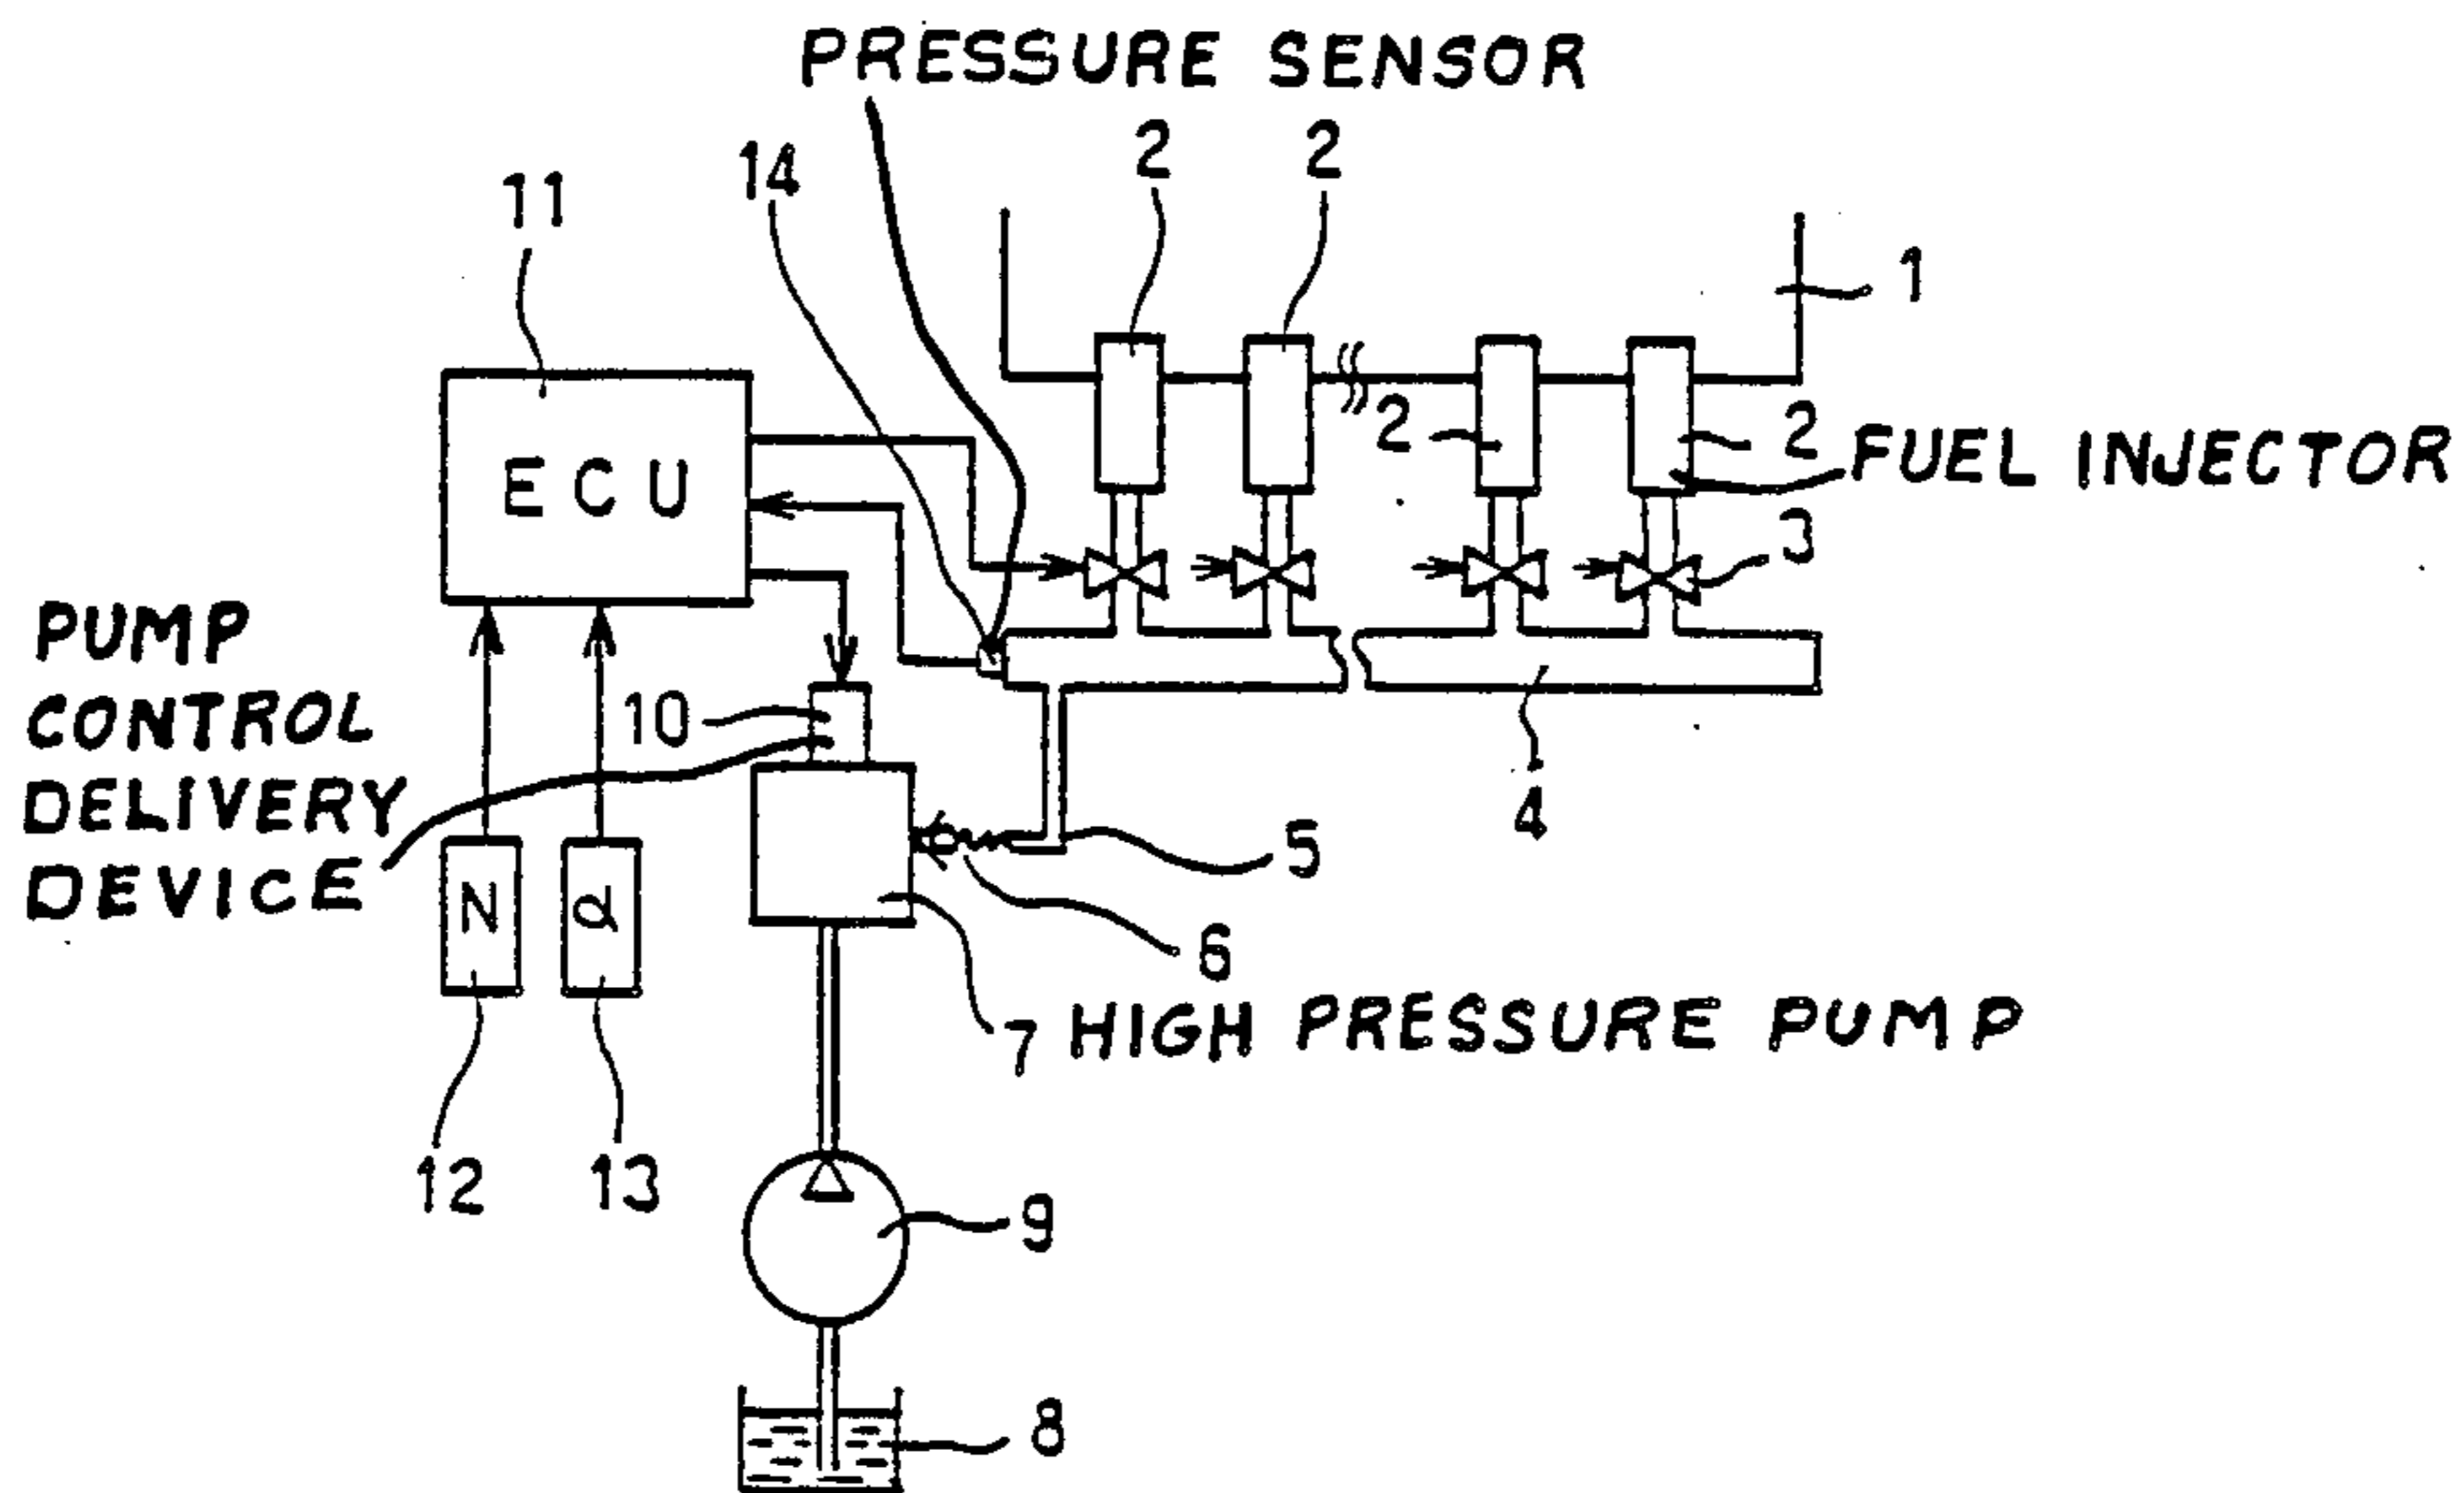 PRESSURE SENSOR
2 2
14
11
1
2 2 FUEL INJECTOR
ECU
3
PUMP
CONTROL
DELIVERY
DEVICE
10
4
5
N d
6
7 HIGH PRESSURE PUMP
12 13
9
8